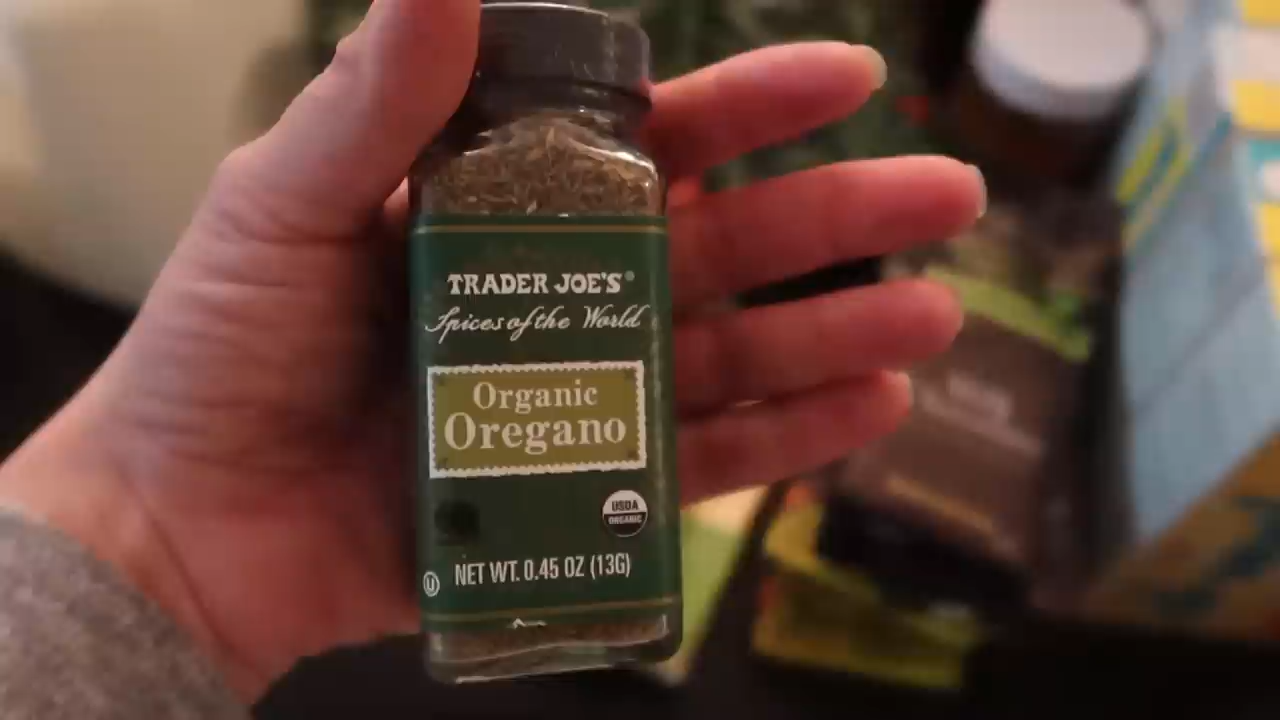 TRADER JOE'S®
Spices of the World
Organic
Oregano
USDA
ORGANIC
U
NET WT. 0.45 OZ (13G)